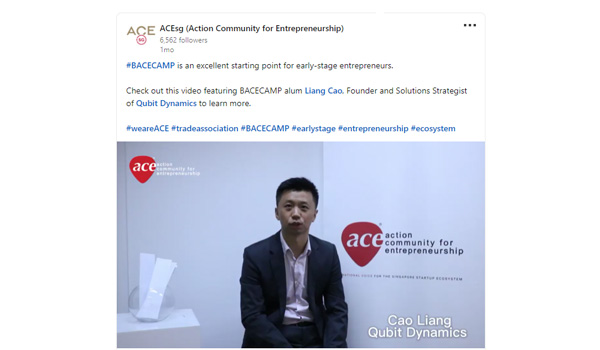 ACE
SG
ACEsg (Action Community for Entrepreneurship)
6,562 followers
1mo
#BACECAMP is an excellent starting point for early-stage entrepreneurs.
Check out this video featuring BACECAMP alum Liang Cao, Founder and Solutions Strategist
of Qubit Dynamics to learn more.
#weareACE #tradeassociation #BACECAMP #earlystage #entrepreneurship #ecosystem
ace action
community for
entrepreneurship
ace action
community for
entrepreneurship
NATIONAL VOICE FOR THE SINGAPORE STARTUP ECOSYSTEM
Cao Liang
Qubit Dynamics